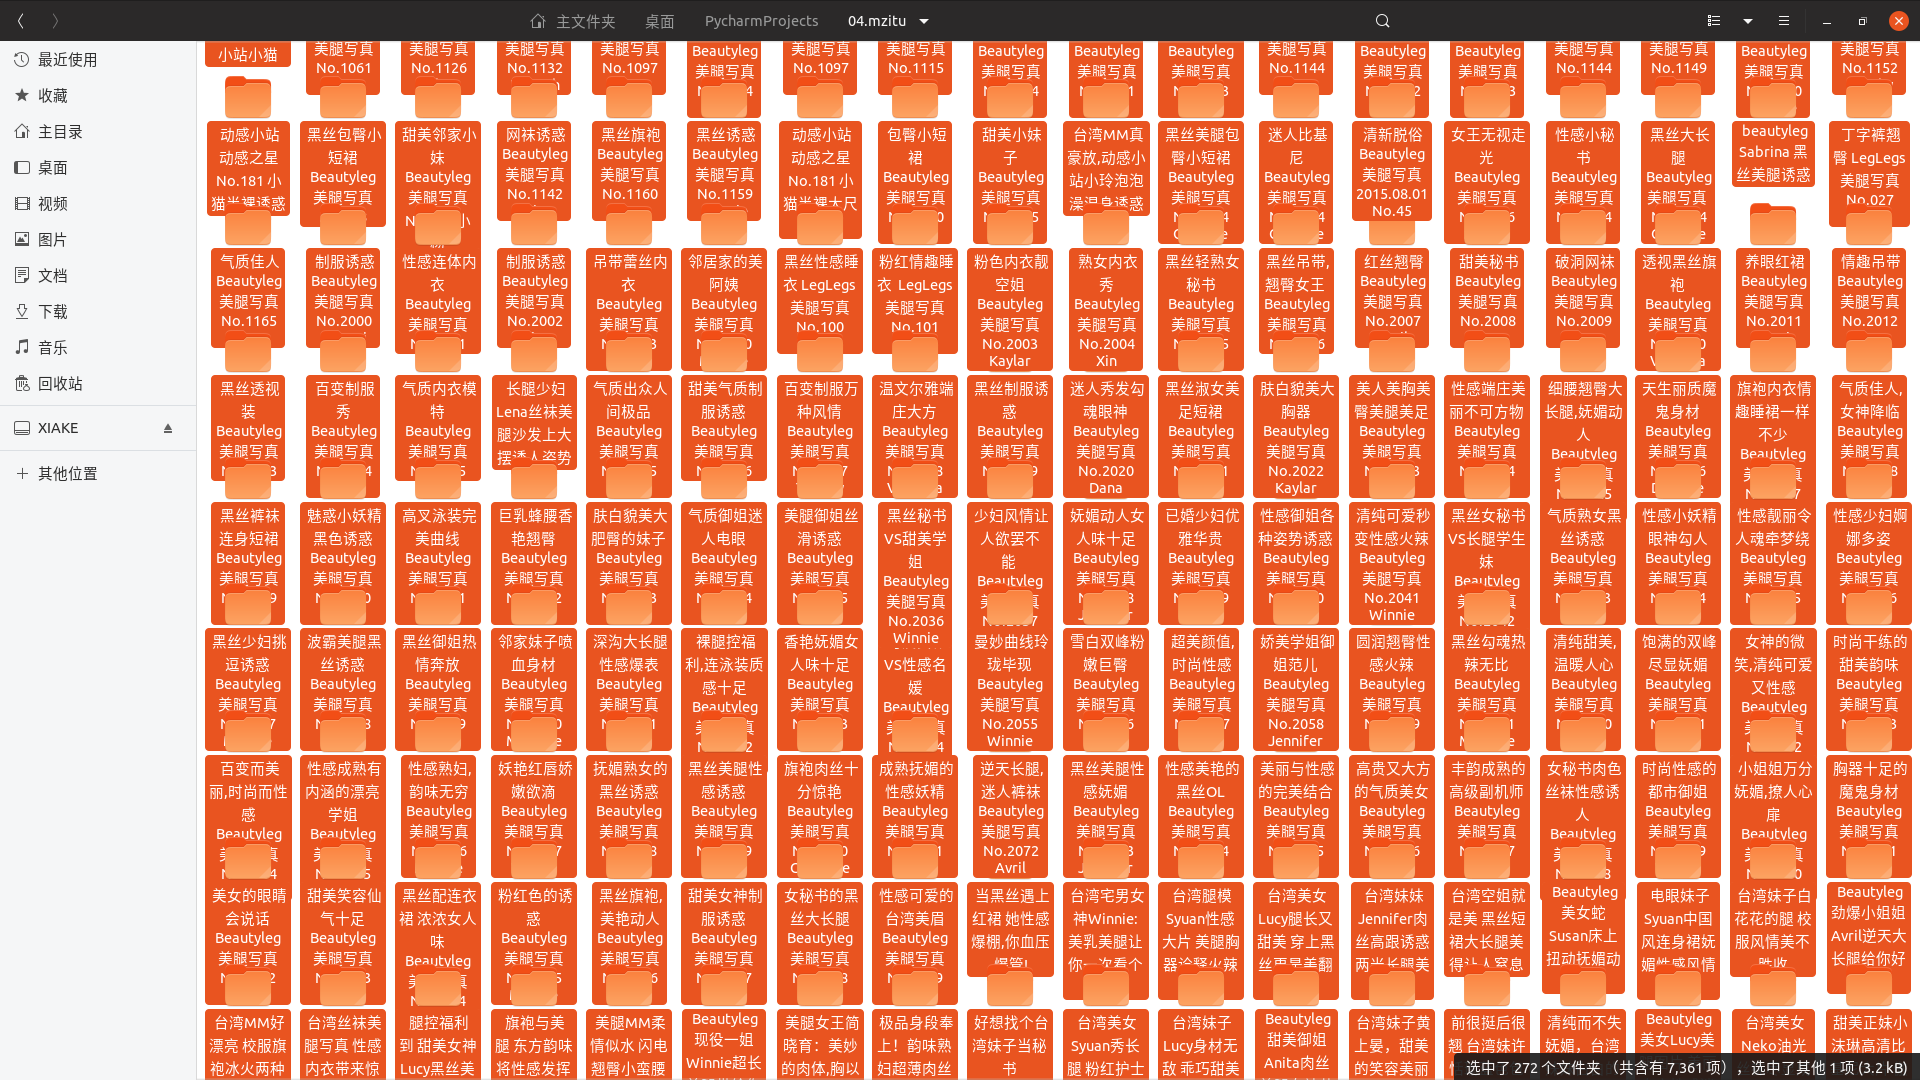 主文件夹
桌面
PycharmProjects
04.mzitu
最近使用
收藏
主目录
桌面
视频
图片
文档
下载
音乐
回收站
XIAKE
其他位置
小站小猫
美腿写真
No.1061
美腿写真
No.1126
美腿写真
No.1132
美腿写真
No.1097
Beautyleg
美腿写真
美腿写真
No.1097
美腿写真
No.1115
Beautyleg
美腿写真
Beautyleg
美腿写真
Beautyleg
美腿写真
美腿写真
No.1144
Beautyleg
美腿写真
Beautyleg
美腿写真
美腿写真
No.1144
美腿写真
No.1149
Beautyleg
美腿写真
美腿写真
No.1152
动感小站
动感之星
No.181 小
黑丝包臀小
短裙
Beautyleg
美腿写真
甜美邻家小
妹
Beautyleg
美腿写真
网袜诱惑
Beautyleg
美腿写真
No.1142
黑丝旗袍
Beautyleg
美腿写真
No.1160
黑丝诱惑
Beautyleg
美腿写真
No.1159
动感小站
动感之星
No.181 小
包臀小短
裙
Beautyleg
美腿写真
甜美小妹
子
Beautyleg
美腿写真
台湾MM真
豪放,动感小
站小玲泡泡
黑丝美腿包
臀小短裙
Beautyleg
美腿写真
迷人比基
尼
Beautyleg
美腿写真
清新脱俗
Beautyleg
美腿写真
2015.08.01
No.45
女王无视走
光
Beautyleg
美腿写真
性感小秘
书
Beautyleg
美腿写真
黑丝大长
腿
Beautyleg
美腿写真
beautyleg
Sabrina 黑
丝美腿诱惑
丁字裤翘
臀 LegLegs
美腿写真
No.027
气质佳人
Beautyleg
美腿写真
No.1165
制服诱惑
Beautyleg
美腿写真
No.2000
性感连体内
衣
Beautyleg
美腿写真
制服诱惑
Beautyleg
美腿写真
No.2002
吊带蕾丝内
衣
Beautyleg
美腿写真
邻居家的美
阿姨
Beautyleg
美腿写真
黑丝性感睡
衣 LegLegs
美腿写真
No.100
粉红情趣睡
衣 LegLegs
美腿写真
No.101
粉色内衣靓
空姐
Beautyleg
美腿写真
No.2003
Kaylar
熟女内衣
秀
Beautyleg
美腿写真
No.2004
Xin
黑丝轻熟女
秘书
Beautyleg
美腿写真
黑丝吊带,
翘臀女王
Beautyleg
美腿写真
红丝翘臀
Beautyleg
美腿写真
No.2007
甜美秘书
Beautyleg
美腿写真
No.2008
破洞网袜
Beautyleg
美腿写真
No.2009
透视黑丝旗
袍
Beautyleg
美腿写真
养眼红裙
Beautyleg
美腿写真
No.2011
情趣吊带
Beautyleg
美腿写真
No.2012
黑丝透视
装
Beautyleg
美腿写真
百变制服
秀
Beautyleg
美腿写真
气质内衣模
特
Beautyleg
美腿写真
长腿少妇
Lena丝袜美
腿沙发上大
气质出众人
间极品
Beautyleg
美腿写真
甜美气质制
服诱惑
Beautyleg
美腿写真
百变制服万
种风情
Beautyleg
美腿写真
温文尔雅端
庄大方
Beautyleg
美腿写真
黑丝制服诱
惑
Beautyleg
美腿写真
迷人秀发勾
魂眼神
Beautyleg
美腿写真
No.2020
Dana
黑丝淑女美
足短裙
Beautyleg
美腿写真
肤白貌美大
胸器
Beautyleg
美腿写真
No.2022
Kaylar
美人美胸美
臀美腿美足
Beautyleg
美腿写真
性感端庄美
丽不可方物
Beautyleg
美腿写真
细腰翘臀大
长腿,妩媚动
人
Beautyleg
天生丽质魔
鬼身材
Beautyleg
美腿写真
旗袍内衣情
趣睡裙一样
不少
Beautyleg
气质佳人,
女神降临
Beautyleg
美腿写真
黑丝裤袜
连身短裙
Beautyleg
美腿写真
魅惑小妖精
黑色诱惑
Beautyleg
美腿写真
高叉泳装完
美曲线
Beautyleg
美腿写真
巨乳蜂腰香
艳翘臀
Beautyleg
美腿写真
肤白貌美大
肥臀的妹子
Beautyleg
美腿写真
气质御姐迷
人电眼
Beautyleg
美腿写真
美腿御姐丝
滑诱惑
Beautyleg
美腿写真
黑丝秘书
VS甜美学
姐
Beautyleg
美腿写真
No.2036
Winnie
少妇风情让
人欲罢不
能
Beautyleg
妩媚动人女
人味十足
Beautyleg
美腿写真
已婚少妇优
雅华贵
Beautyleg
美腿写真
性感御姐各
种姿势诱惑
Beautyleg
美腿写真
清纯可爱秒
变性感火辣
Beautyleg
美腿写真
No.2041
Winnie
黑丝女秘书
VS长腿学生
妹
Beautyleg
气质熟女黑
丝诱惑
Beautyleg
美腿写真
性感小妖精
眼神勾人
Beautyleg
美腿写真
性感靓丽令
人魂牵梦绕
Beautyleg
美腿写真
性感少妇婀
娜多姿
Beautyleg
美腿写真
黑丝少妇挑
逗诱惑
Beautyleg
美腿写真
波霸美腿黑
丝诱惑
Beautyleg
美腿写真
黑丝御姐热
情奔放
Beautyleg
美腿写真
邻家妹子喷
血身材
Beautyleg
美腿写真
深沟大长腿
性感爆表
Beautyleg
美腿写真
裸腿控福
利,连泳装质
感十足
Beautyleg
香艳妩媚女
人味十足
Beautyleg
美腿写真
VS性感名
媛
Beautyleg
曼妙曲线玲
珑毕现
Beautyleg
美腿写真
No.2055
Winnie
雪白双峰粉
嫩巨臀
Beautyleg
美腿写真
超美颜值,
时尚性感
Beautyleg
美腿写真
娇美学姐御
姐范儿
Beautyleg
美腿写真
No.2058
Jennifer
圆润翘臀性
感火辣
Beautyleg
美腿写真
黑丝勾魂热
辣无比
Beautyleg
美腿写真
清纯甜美,
温暖人心
Beautyleg
美腿写真
饱满的双峰
尽显妩媚
Beautyleg
美腿写真
女神的微
笑,清纯可爱
又性感
Beautyleg
时尚干练的
甜美韵味
Beautyleg
美腿写真
百变而美
丽,时尚而性
感
Beautyleg
性感成熟有
内涵的漂亮
学姐
Beautyleg
性感熟妇,
韵味无穷
Beautyleg
美腿写真
妖艳红唇娇
嫩欲滴
Beautyleg
美腿写真
抚媚熟女的
黑丝诱惑
Beautyleg
美腿写真
黑丝美腿性
感诱惑
Beautyleg
美腿写真
旗袍肉丝十
分惊艳
Beautyleg
美腿写真
成熟抚媚的
性感妖精
Beautyleg
美腿写真
逆天长腿,
迷人裤袜
Beautyleg
美腿写真
No.2072
Avril
黑丝美腿性
感妩媚
Beautyleg
美腿写真
性感美艳的
黑丝OL
Beautyleg
美腿写真
美丽与性感
的完美结合
Beautyleg
美腿写真
高贵又大方
的气质美女
Beautyleg
美腿写真
丰韵成熟的
高级副机师
Beautyleg
美腿写真
女秘书肉色
丝袜性感诱
人
Beautyleg
时尚性感的
都市御姐
Beautyleg
美腿写真
小姐姐万分
妩媚,撩人心
扉
Beautyleg
胸器十足的
魔鬼身材
Beautyleg
美腿写真
美女的眼睛
会说话
Beautyleg
美腿写真
甜美笑容仙
气十足
Beautyleg
美腿写真
黑丝配连衣
裙 浓浓女人
味
Beautyleg
粉红色的诱
惑
Beautyleg
美腿写真
黑丝旗袍,
美艳动人
Beautyleg
美腿写真
甜美女神制
服诱惑
Beautyleg
美腿写真
女秘书的黑
丝大长腿
Beautyleg
美腿写真
性感可爱的
台湾美眉
Beautyleg
美腿写真
当黑丝遇上
红裙 她性感
爆棚,你血压
台湾宅男女
神Winnie:
美乳美腿让
你一次看个
台湾腿模
Syuan性感
大片 美腿胸
台湾美女
Lucy腿长又
甜美 穿上黑
台湾妹妹
Jennifer肉
丝高跟诱惑
台湾空姐就
是美 黑丝短
裙大长腿美
Beautyleg
美女蛇
Susan床上
扭动抚媚动
电眼妹子
Syuan中国
风连身裙妩
媚性感风情
台湾妹子白
花花的腿 校
服风情美不
Beautyleg
劲爆小姐姐
Avril逆天大
长腿给你好
台湾MM好
漂亮 校服旗
袍冰火两种
台湾丝袜美
腿写真 性感
内衣带来惊
腿控福利
到 甜美女神
Lucy黑丝美
旗袍与美
腿 东方韵味
将性感发挥
美腿MM柔
情似水 闪电
翘臀小蛮腰
Beautyleg
现役一姐
Winnie超长
美腿女王简
晓育：美妙
的肉体,胸以
极品身段奉
上！韵味熟
妇超薄肉丝
好想找个台
湾妹子当秘
书
台湾美女
Syuan秀长
腿 粉红护士
台湾妹子
Lucy身材无
敌 乖巧甜美
Beautyleg
甜美御姐
Anita肉丝
台湾妹子黄
上晏，甜美
的笑容美丽
前很挺后很
翘 台湾妹许
清纯而不失
妩媚，台湾
Beautyleg
美女Lucy美
台湾美女
Neko油光
甜美正妹小
沫琳高清比
选中了 272 个文件夹 （共含有 7,361 项），选中了其他 1 项 (3.2 kB)